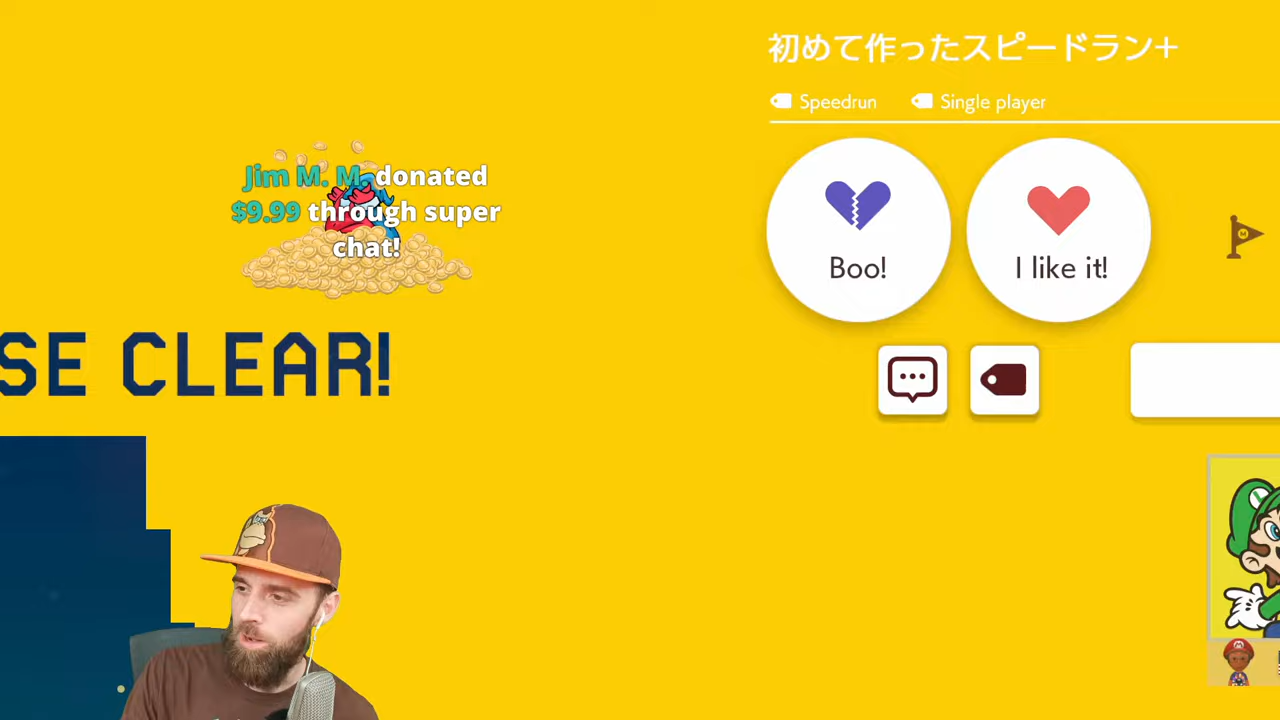 初めて作ったスピードラン+
Speedrun Single player
Jim M. M. donated
$9.99 through super
chat!
Boo! I like it!
SE CLEAR!